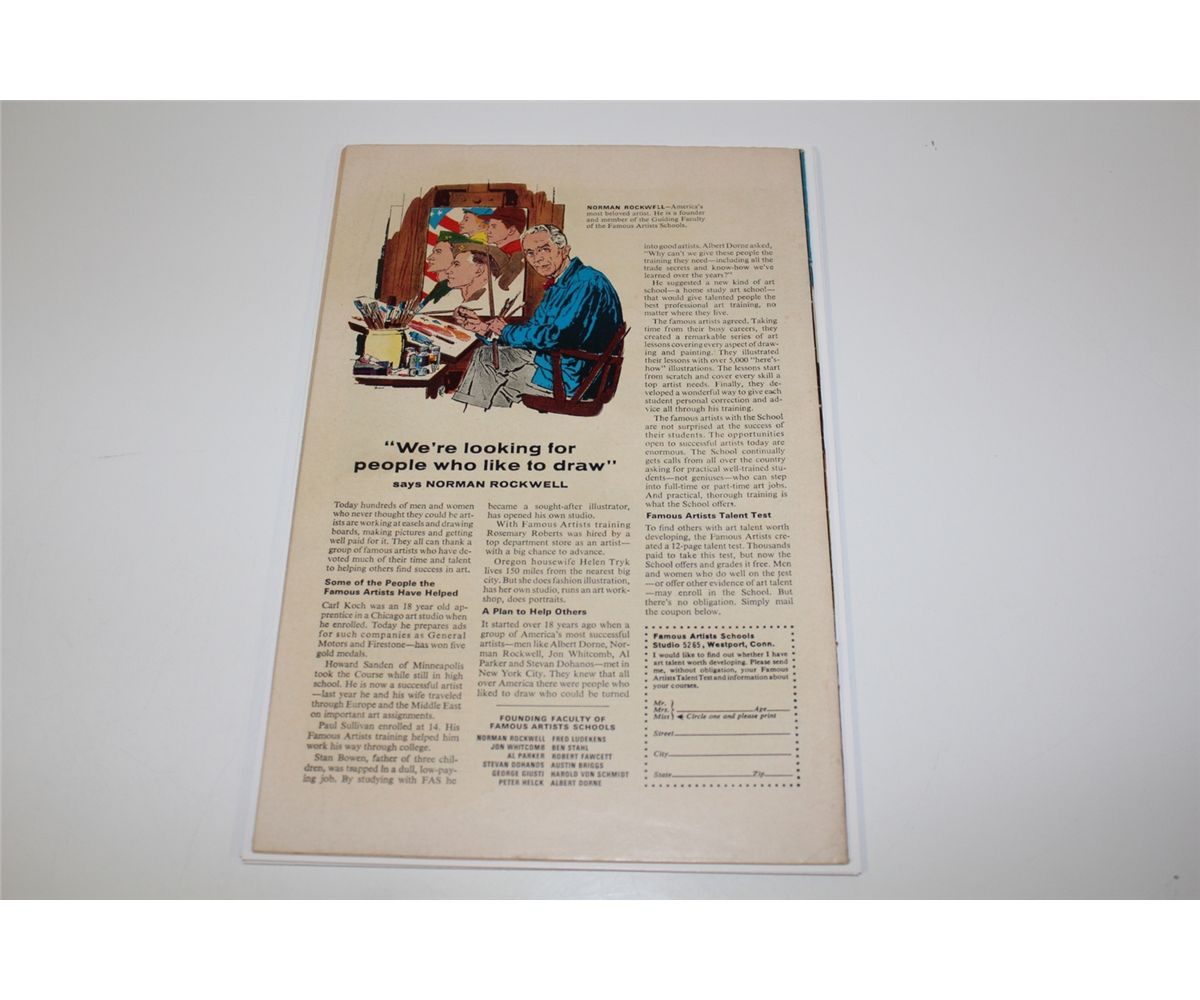 NORMAN ROCKWELL—America's
most beloved artist. He is a founder
and member of the Guiding Faculty
of the Famous Artists Schools.
"We're looking for
people who like to draw"
says NORMAN ROCKWELL
Today hundreds of men and women
who never thought they could be art-
ists are working at easels and drawing
boards, making pictures and getting
well paid for it. They all can thank a
group of famous artists who have de-
voted much of their time and talent
to helping others find success in art.
Some of the People the
Famous Artists Have Helped
Carl Koch was an 18 year old ap-
prentice in a Chicago art studio when
he enrolled. Today he prepares ads
for such companies as General
Motors and Firestone—has won five
gold medals.
Howard Sanden of Minneapolis
took the Course while still in high
school. He is now a successful artist
—last year he and his wife traveled
through Europe and the Middle East
on important art assignments.
Paul Sullivan enrolled at 14. His
Famous Artists training helped him
work his way through college.
Stan Bowen, father of three chil-
dren, was trapped in a dull, low-pay-
ing job. By studying with FAS he
became a sought-after illustrator,
has opened his own studio.
With Famous Artists training
Rosemary Roberts was hired by a
top department store as an artist—
with a big chance to advance.
Oregon housewife Helen Tryk
lives 150 miles from the nearest big
city. But she does fashion illustration,
has her own studio, runs an art work-
shop, does portraits.
A Plan to Help Others
It started over 18 years ago when a
group of America's most successful
artists—men like Albert Dorne, Nor-
man Rockwell, Jon Whitcomb, Al
Parker and Stevan Dohanos—met in
New York City. They knew that all
over America there were people who
liked to draw who could be turned
FOUNDING FACULTY OF
FAMOUS ARTISTS SCHOOLS
NORMAN ROCKWELL FRED LUDEKENS
JON WHITCOMB BEN STAHL
AL PARKER ROBERT FAWCETT
STEVAN DOHANOS AUSTIN BRIGGS
GEORGE GIUSTI HAROLD VON SCHMIDT
PETER HELCK ALBERT DORNE
into good artists. Albert Dorne asked,
"Why can't we give these people the
training they need—including all the
trade secrets and know-how we've
learned over the years?"
He suggested a new kind of art
school—a home study art school—
that would give talented people the
best professional art training, no
matter where they live.
The famous artists agreed. Taking
time from their busy careers, they
created a remarkable series of art
lessons covering every aspect of draw-
ing and painting. They illustrated
their lessons with over 5,000 "here's-
how" illustrations. The lessons start
from scratch and cover every skill a
top artist needs. Finally, they de-
veloped a wonderful way to give each
student personal correction and ad-
vice all through his training.
The famous artists with the School
are not surprised at the success of
their students. The opportunities
open to successful artists today are
enormous. The School continually
gets calls from all over the country
asking for practical well-trained stu-
dents—not geniuses—who can step
into full-time or part-time art jobs.
And practical, thorough training is
what the School offers.
Famous Artists Talent Test
To find others with art talent worth
developing, the Famous Artists cre-
ated a 12-page talent test. Thousands
paid to take this test, but now the
School offers and grades it free. Men
and women who do well on the test
—or offer other evidence of art talent
—may enroll in the School. But
there's no obligation. Simply mail
the coupon below.
Famous Artists Schools
Studio 5265, Westport, Conn.
I would like to find out whether I have
art talent worth developing. Please send
me, without obligation, your Famous
Artists Talent Test and information about
your courses.
Mr.
Mrs. Age
Miss Circle one and please print
Street
City
State Zip